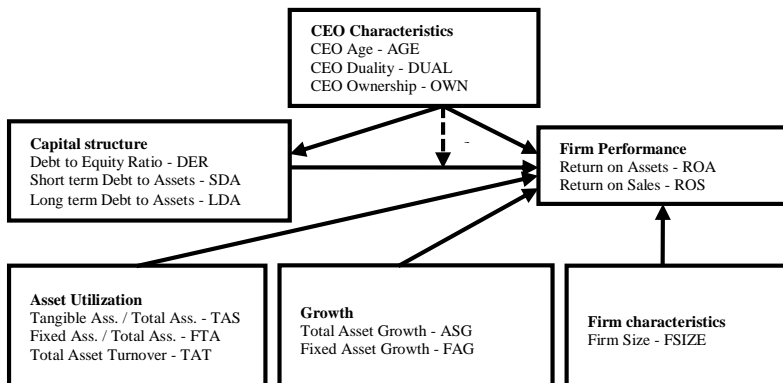 CEO Characteristics
CEO Age - AGE
CEO Duality - DUAL
CEO Ownership - OWN
Capital structure
Debt to Equity Ratio - DER
Short term Debt to Assets - SDA
Long term Debt to Assets - LDA
-
Firm Performance
Return on Assets - ROA
Return on Sales - ROS
Asset Utilization
Tangible Ass. / Total Ass. - TAS
Fixed Ass. / Total Ass. - FTA
Total Asset Turnover - TAT
Growth
Total Asset Growth - ASG
Fixed Asset Growth - FAG
Firm characteristics
Firm Size - FSIZE